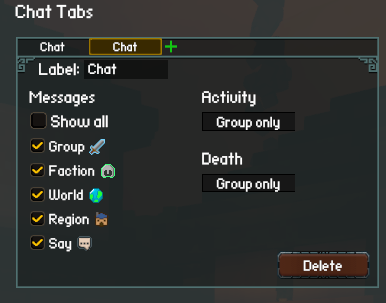 Chat Tabs
Chat Chat +
Label: Chat
Messages
Show all
Group
Faction
World
Region
Say
Activity
Group only
Death
Group only
Delete